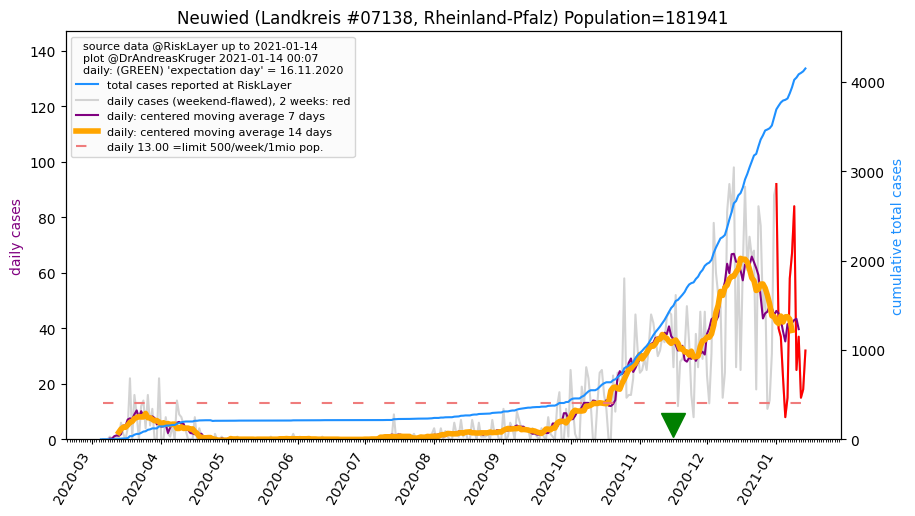 Neuwied (Landkreis #07138, Rheinland-Pfalz) Population=181941
source data @RiskLayer up to 2021-01-14
plot @DrAndreasKruger 2021-01-14 00:07
daily: (GREEN) 'expectation day' = 16.11.2020
total cases reported at RiskLayer
daily cases (weekend-flawed), 2 weeks: red
daily: centered moving average 7 days
daily: centered moving average 14 days
daily 13.00 =limit 500/week/1mio pop.
daily cases
140
120
100
80
60
40
20
0
cumulative total cases
4000
3000
2000
1000
0
2020-03
2020-04
2020-05
2020-06
2020-07
2020-08
2020-09
2020-10
2020-11
2020-12
2021-01